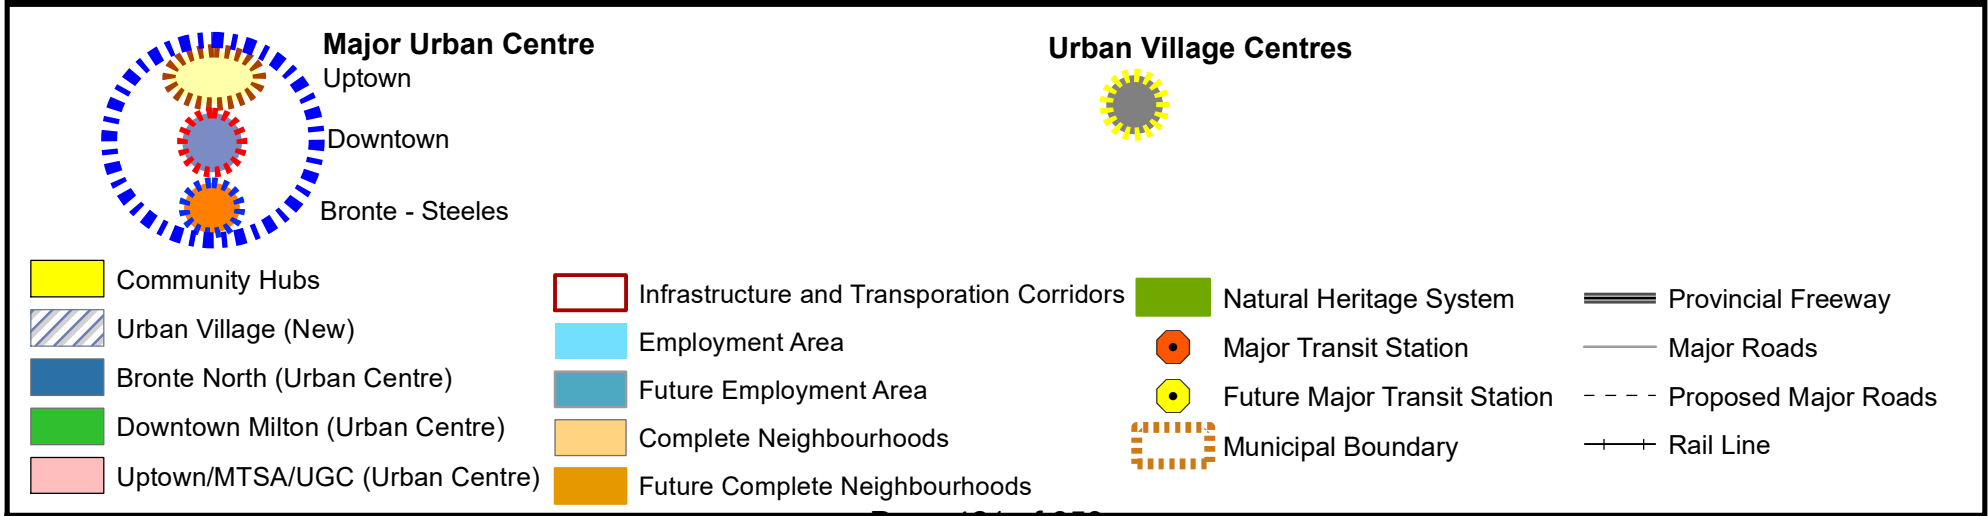 Major Urban Centre
Uptown
Downtown
Bronte - Steeles
Urban Village Centres
Community Hubs
Urban Village (New)
Bronte North (Urban Centre)
Downtown Milton (Urban Centre)
Uptown/MTSA/UGC (Urban Centre)
Infrastructure and Transporation Corridors
Employment Area
Future Employment Area
Complete Neighbourhoods
Future Complete Neighbourhoods
Natural Heritage System
Major Transit Station
Future Major Transit Station
Municipal Boundary
Provincial Freeway
Major Roads
Proposed Major Roads
Rail Line